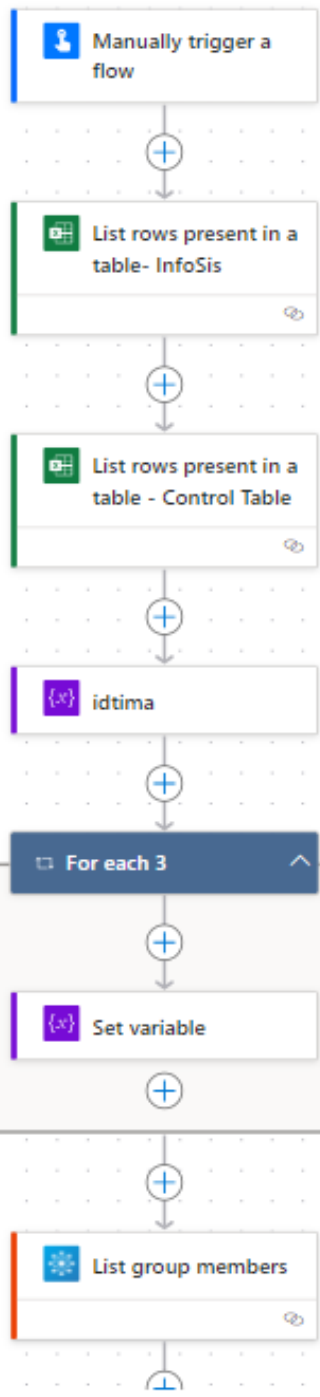 Manually trigger a
flow
List rows present in a
table- InfoSis
List rows present in a
table - Control Table
{x} idtima
For each 3
{x} Set variable
List group members